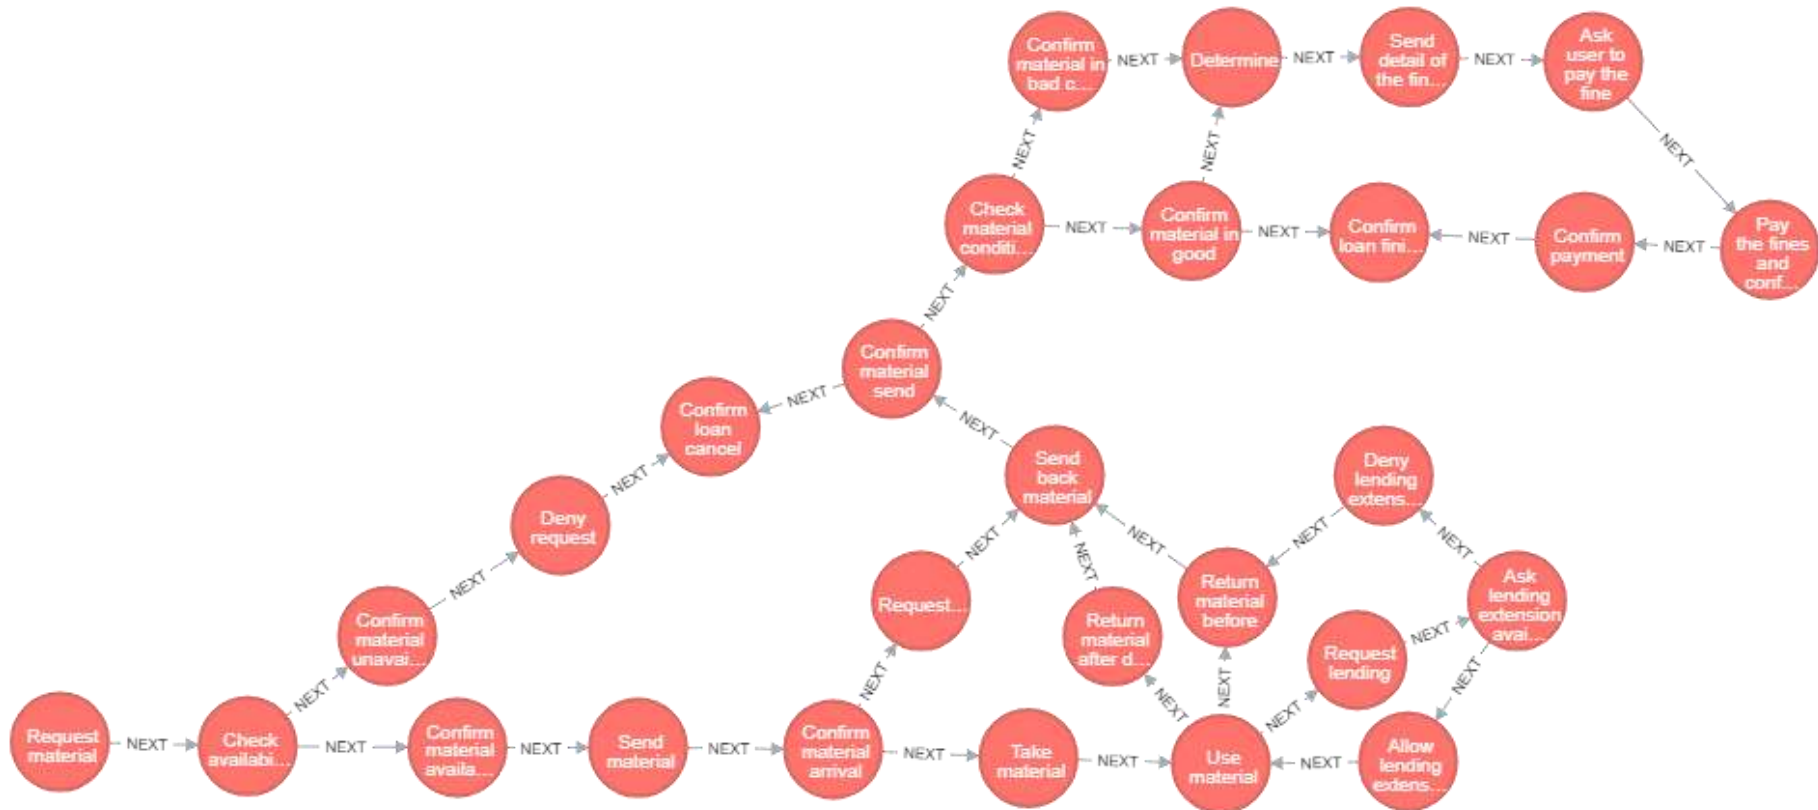 Confirm
material in
bad c...
NEXT
Determine
NEXT
Send
detail of
the fin...
NEXT
Ask
user to
pay the
fine
NEXT
NEXT
NEXT
Check
material
conditi...
NEXT
Confirm
material in
good
NEXT
Confirm
loan fini...
NEXT
Confirm
payment
NEXT
Pay
the fines
and
conf...
NEXT
Confirm
material
send
NEXT
Confirm
loan
cancel
NEXT
NEXT
Send
back
material
Deny
lending
extens...
Deny
request
NEXT
NEXT
NEXT
NEXT
NEXT
NEXT
Confirm
material
unavai...
Request...
Return
material
after d...
Return
material
before
Request
lending
NEXT
Ask
lending
extension
avai...
NEXT
NEXT
NEXT
NEXT
NEXT
NEXT
Request
material
NEXT
Check
availabi...
NEXT
Confirm
material
availa...
NEXT
Send
material
NEXT
Confirm
material
arrival
NEXT
Take
material
NEXT
Use
material
NEXT
Allow
lending
extens...